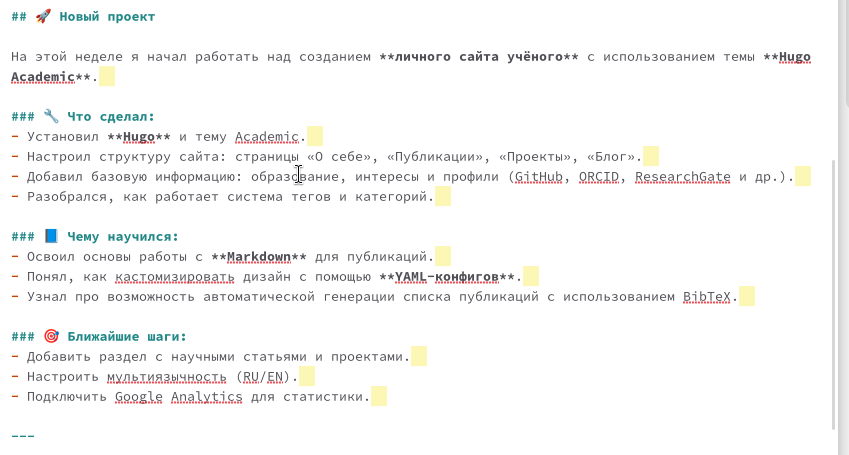 ## 🚀 Новый проект
На этой неделе я начал работать над созданием **личного сайта учёного** с использованием темы **Hugo
Academic**.
### 🔧 Что сделал:
- Установил **Hugo** и тему Academic.
- Настроил структуру сайта: страницы «О себе», «Публикации», «Проекты», «Блог».
- Добавил базовую информацию: образование, интересы и профили (GitHub, ORCID, ResearchGate и др.).
- Разобрался, как работает система тегов и категорий.
### 📘 Чему научился:
- Освоил основы работы с **Markdown** для публикаций.
- Понял, как кастомизировать дизайн с помощью **YAML-конфигов**.
- Узнал про возможность автоматической генерации списка публикаций с использованием BibTeX.
### 🎯 Ближайшие шаги:
- Добавить раздел с научными статьями и проектами.
- Настроить мультиязычность (RU/EN).
- Подключить Google Analytics для статистики.
---